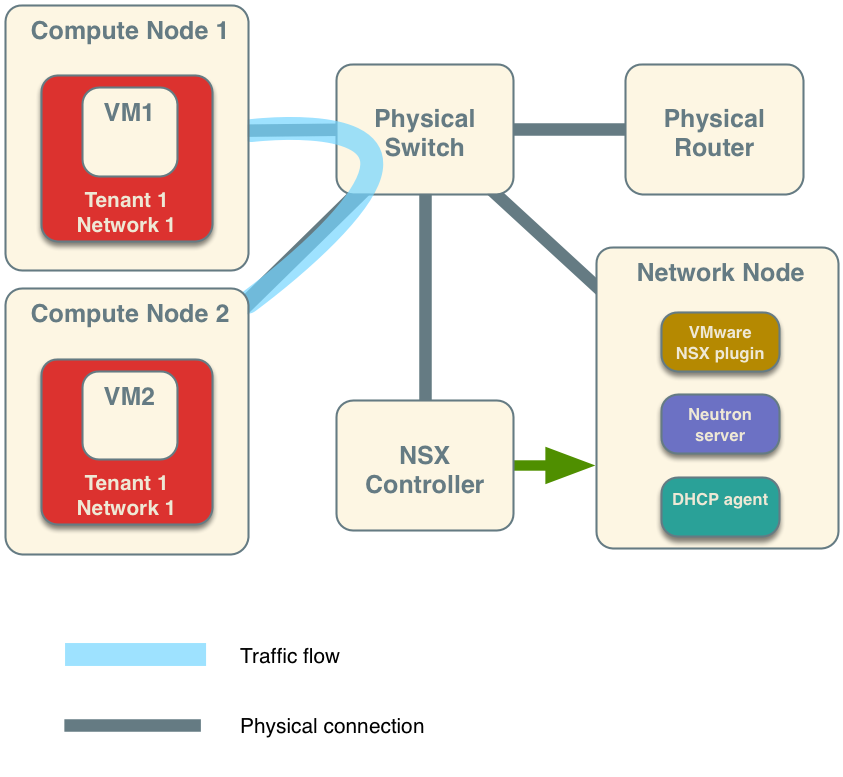 Compute Node 1
VM1
Tenant 1
Network 1
Physical
Switch
Physical
Router
Compute Node 2
VM2
Tenant 1
Network 1
NSX
Controller
Network Node
VMware
NSX plugin
Neutron
server
DHCP agent
Traffic flow
Physical connection